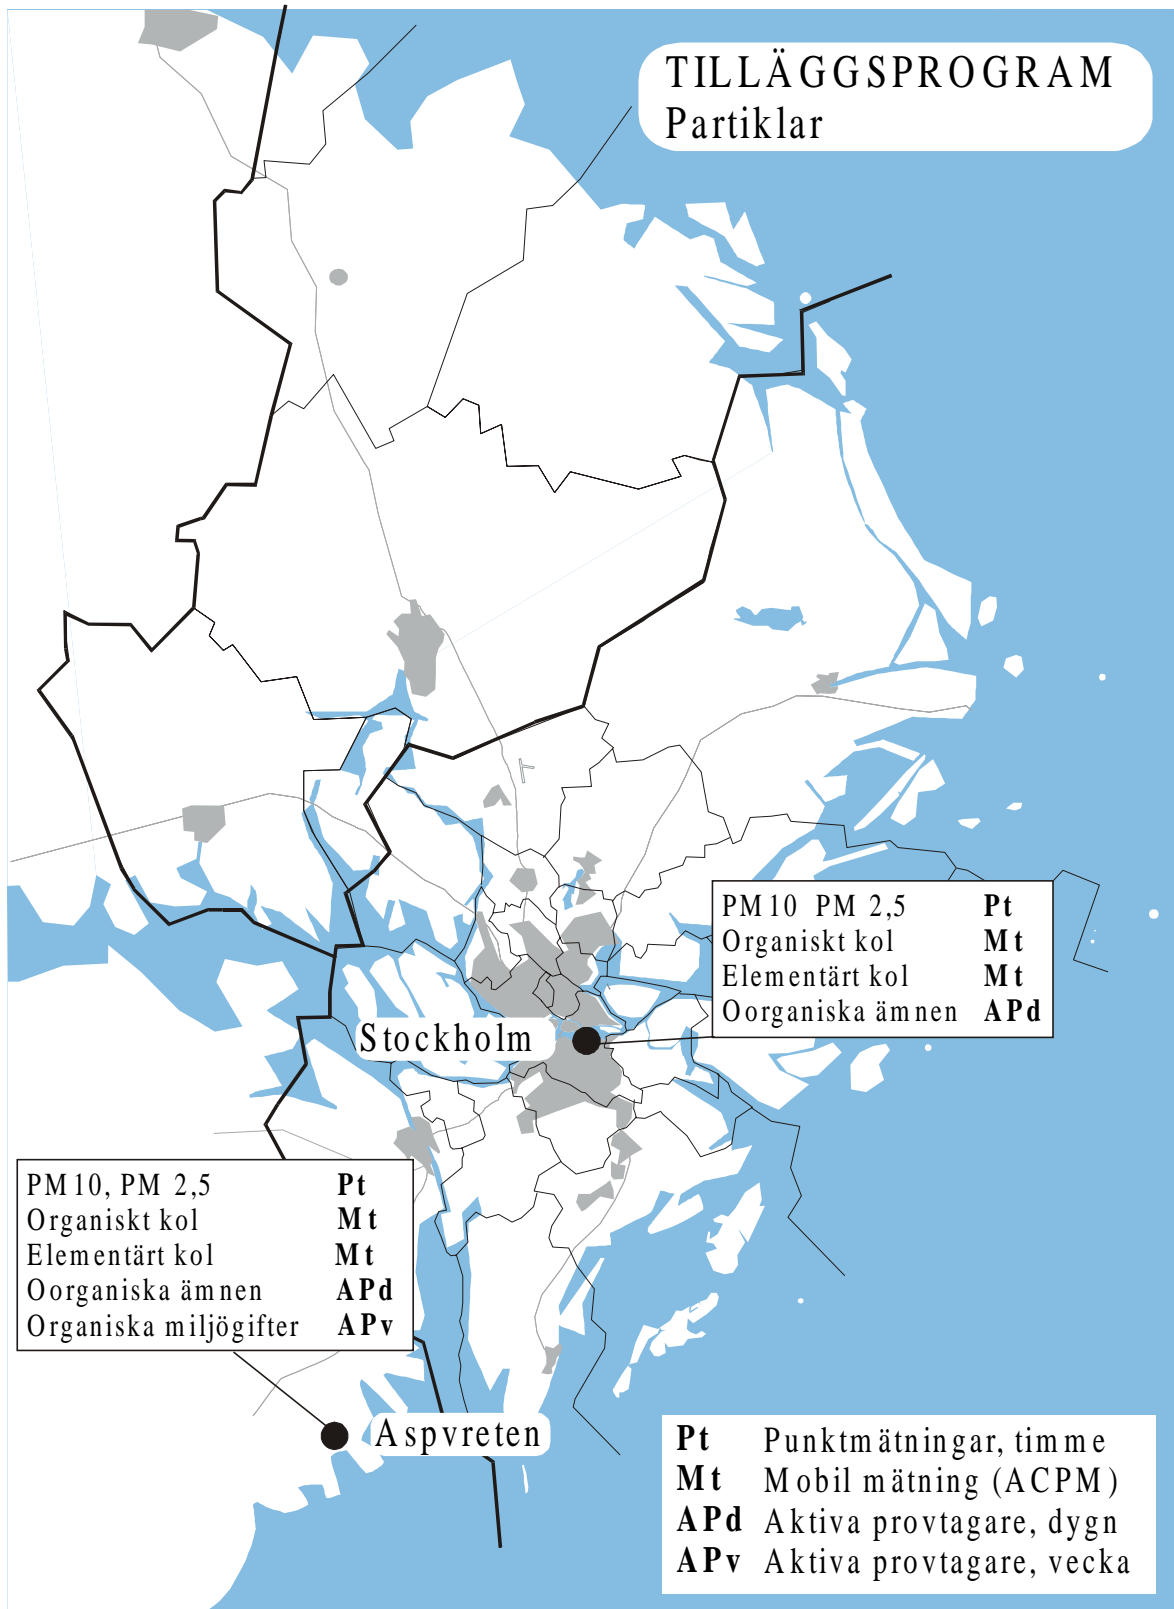 TILLÄGGSPROGRAM
Partiklar
PM10 PM 2,5 Pt
Organiskt kol Mt
Elementärt kol Mt
Oorganiska ämnen APd
Stockholm
PM10, PM 2,5 Pt
Organiskt kol Mt
Elementärt kol Mt
Oorganiska ämnen APd
Organiska miljögifter APv
Aspvreten
Pt Punktmätningar, timme
Mt Mobil mätning (ACPM)
APd Aktiva provtagare, dygn
APv Aktiva provtagare, vecka